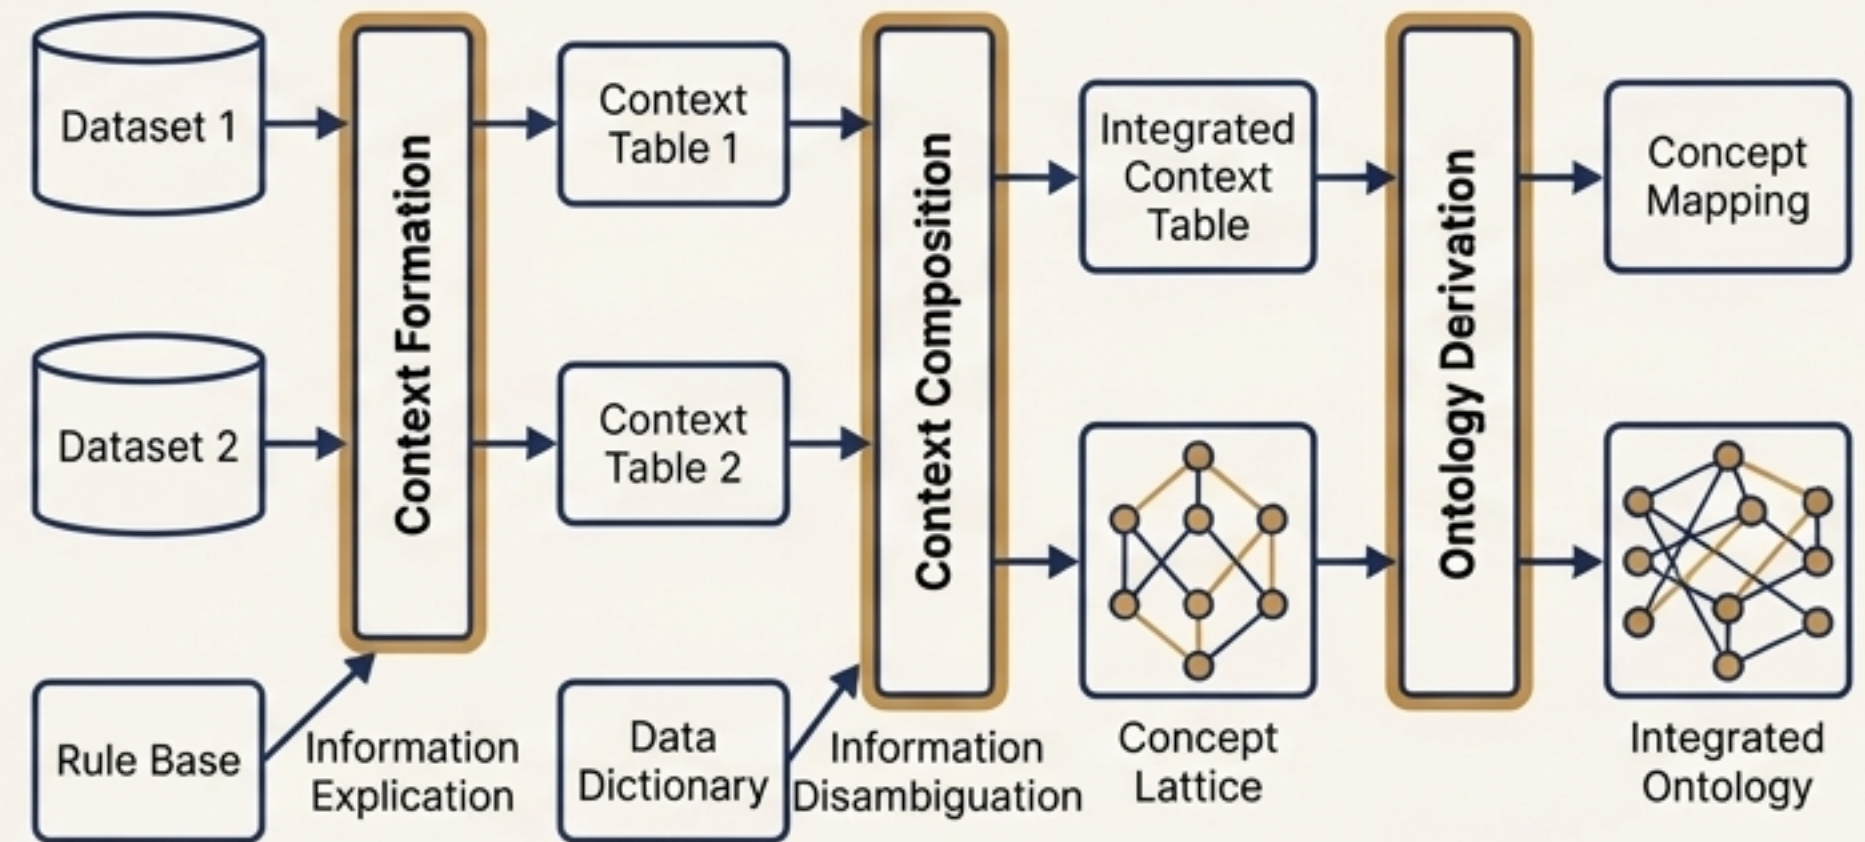 Dataset 1
Context Formation
Context
Table 1
Context Composition
Integrated
Context
Table
Ontology Derivation
Concept
Mapping
Dataset 2
Context
Table 2
Rule Base
Information
Explication
Data
Dictionary
Information
Disambiguation
Concept
Lattice
Integrated
Ontology